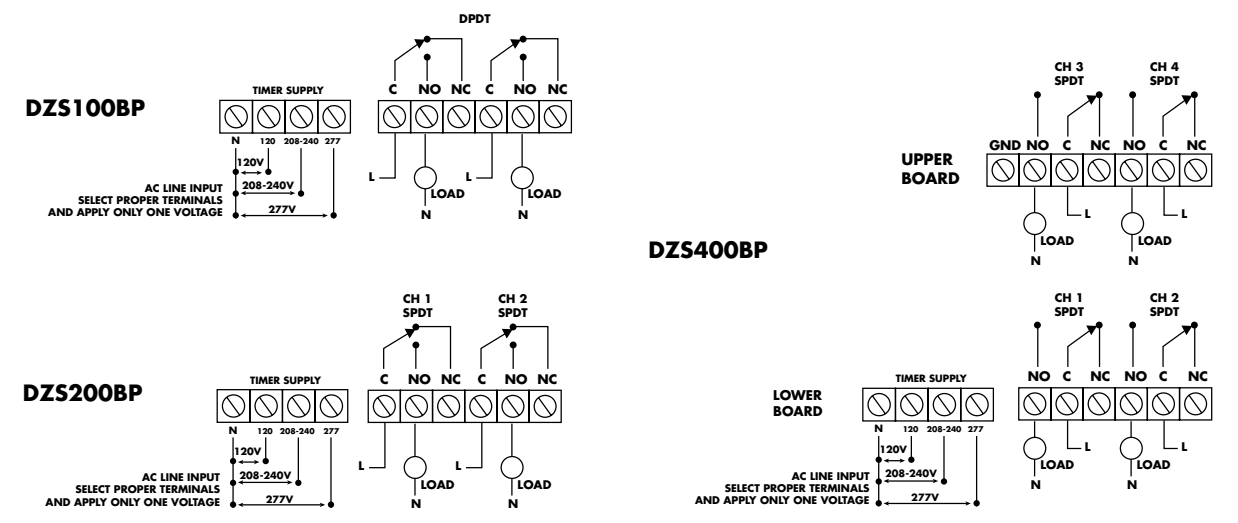 DPDT
C NO NC C NO NC
TIMER SUPPLY
DZS100BP
N 120 208-240 277
120V
208-240V
277V
AC LINE INPUT
SELECT PROPER TERMINALS
AND APPLY ONLY ONE VOLTAGE
L LOAD L LOAD
N N
CH 1 CH 2
SPDT SPDT
C NO NC C NO NC
TIMER SUPPLY
DZS200BP
N 120 208-240 277
120V
208-240V
277V
AC LINE INPUT
SELECT PROPER TERMINALS
AND APPLY ONLY ONE VOLTAGE
L LOAD L LOAD
N N
DZS400BP
CH 3 CH 4
SPDT SPDT
GND NO C NC NO C NC
UPPER
BOARD
L L
LOAD LOAD
N N
CH 1 CH 2
SPDT SPDT
NO C NC NO C NC
TIMER SUPPLY
LOWER
BOARD
N 120 208-240 277
120V
208-240V
277V
AC LINE INPUT
SELECT PROPER TERMINALS
AND APPLY ONLY ONE VOLTAGE
L L
LOAD LOAD
N N